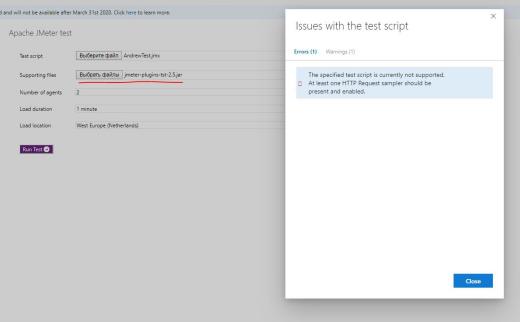 d and will not be available after March 31st 2020. Click here to learn more.
Apache JMeter test
Test script Выберите файл AndrewTest.jmx
Supporting files Выбрать файлы jmeter-plugins-tst-2.5.jar
Number of agents 2
Load duration 1 minute
Load location West Europe (Netherlands)
Run Test
Issues with the test script
Errors (1) Warnings (1)
The specified test script is currently not supported.
At least one HTTP Request sampler should be
present and enabled.
Close